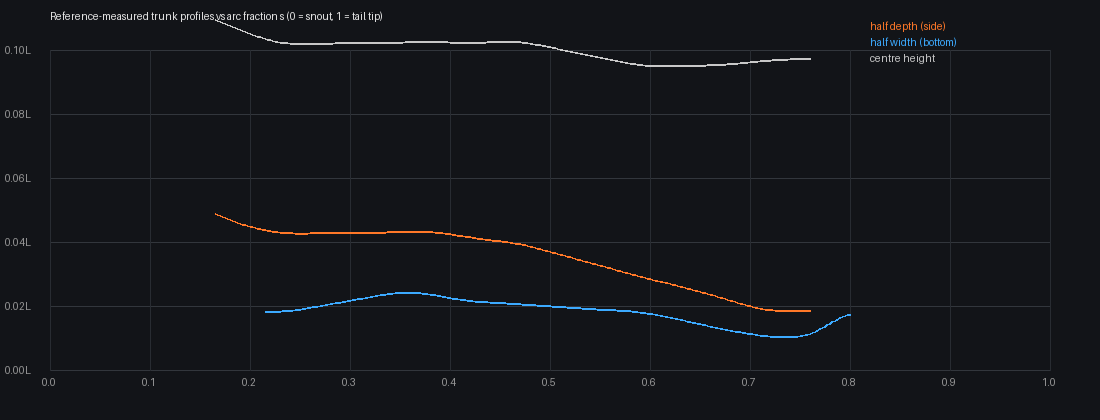 Reference-measured trunk profiles vs arc fraction s (0 = snout, 1 = tail tip)
half depth (side)
half width (bottom)
centre height
0.10L
0.08L
0.06L
0.04L
0.02L
0.00L
0.0 0.1 0.2 0.3 0.4 0.5 0.6 0.7 0.8 0.9 1.0